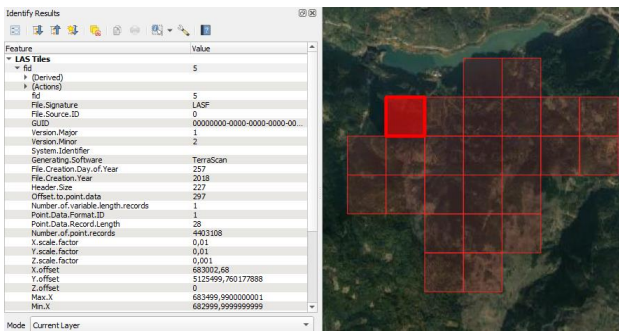 Identify Results
Feature Value
LAS Tiles
fid 5
(Derived)
(Actions)
fid 5
File.Signature LASF
File.Source.ID 0
GUID 00000000-0000-0000-0000-00...
Version.Major 1
Version.Minor 2
System.Identifier
Generating.Software TerraScan
File.Creation.Day.of.Year 257
File.Creation.Year 2018
Header.Size 227
Offset.to.point.data 297
Number.of.variable.length.records 1
Point.Data.Format.ID 1
Point.Data.Record.Length 28
Number.of.point.records 4403108
X.scale.factor 0,01
Y.scale.factor 0,01
Z.scale.factor 0,001
X.offset 683002,68
Y.offset 5125499,760177888
Z.offset 0
Max.X 683499,9900000001
Min.X 682999,9999999999
Mode Current Layer